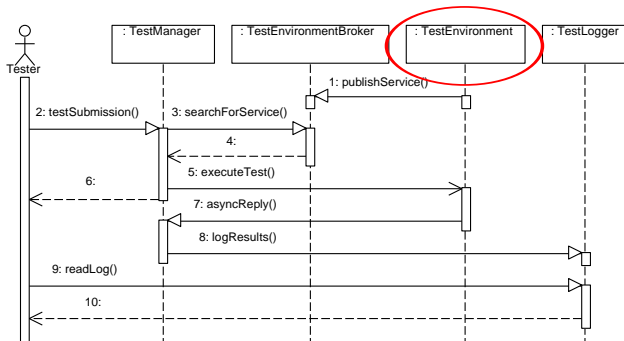 : TestManager
: TestEnvironmentBroker
: TestEnvironment
: TestLogger
Tester
1: publishService()
2: testSubmission()
3: searchForService()
4:
5: executeTest()
6:
7: asyncReply()
8: logResults()
9: readLog()
10: